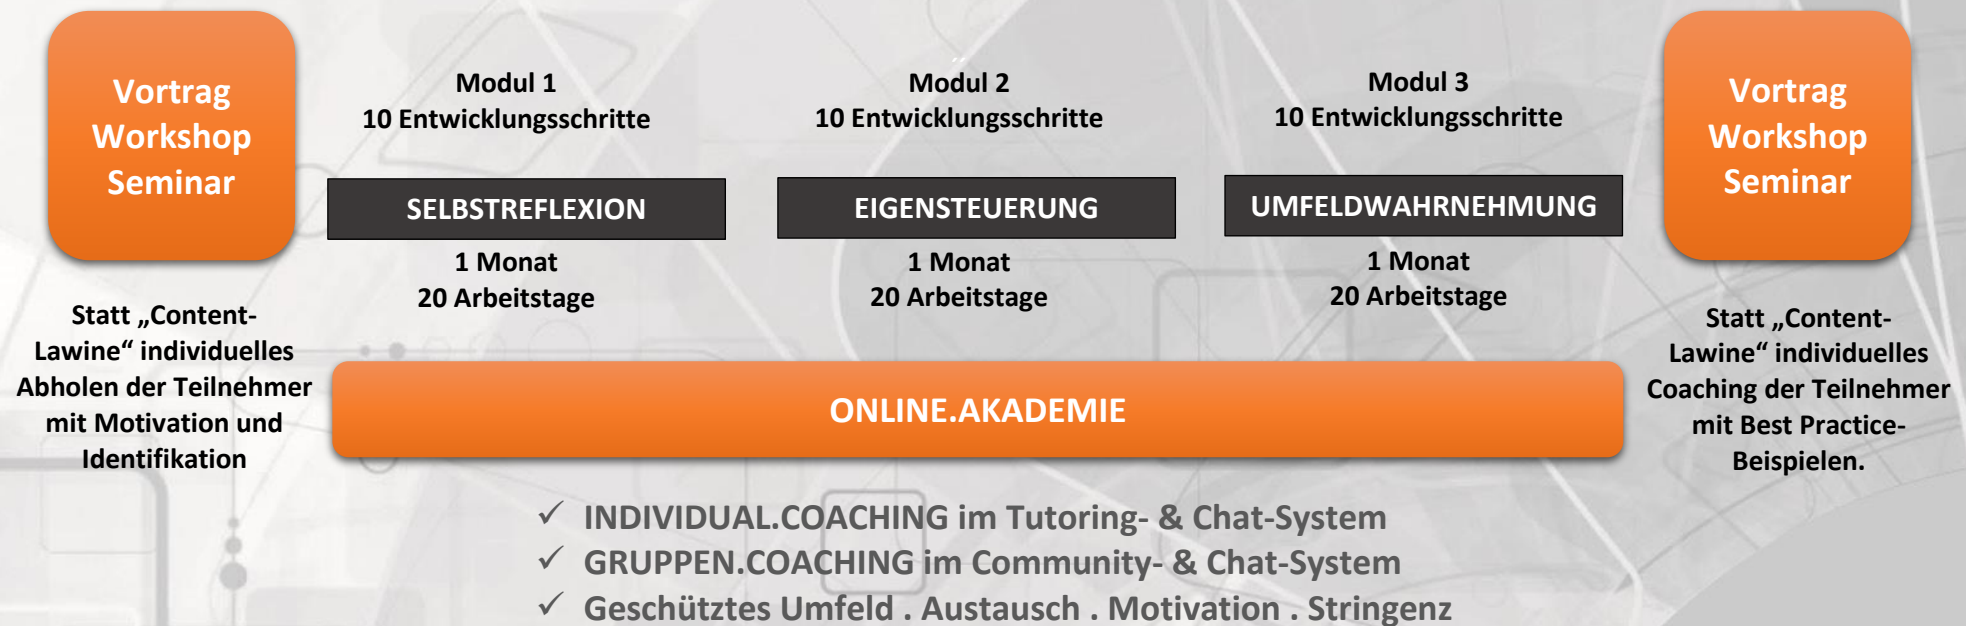 Vortrag
Workshop
Seminar
Statt „Content-
Lawine“ individuelles
Abholen der Teilnehmer
mit Motivation und
Identifikation
Modul 1
10 Entwicklungsschritte
SELBSTREFLEXION
1 Monat
20 Arbeitstage
Modul 2
10 Entwicklungsschritte
EIGENSTEUERUNG
1 Monat
20 Arbeitstage
Modul 3
10 Entwicklungsschritte
UMFELDWAHRNEHMUNG
1 Monat
20 Arbeitstage
Vortrag
Workshop
Seminar
Statt „Content-
Lawine“ individuelles
Coaching der Teilnehmer
mit Best Practice-
Beispielen.
ONLINE.AKADEMIE
✓ INDIVIDUAL.COACHING im Tutoring- & Chat-System
✓ GRUPPEN.COACHING im Community- & Chat-System
✓ Geschütztes Umfeld . Austausch . Motivation . Stringenz